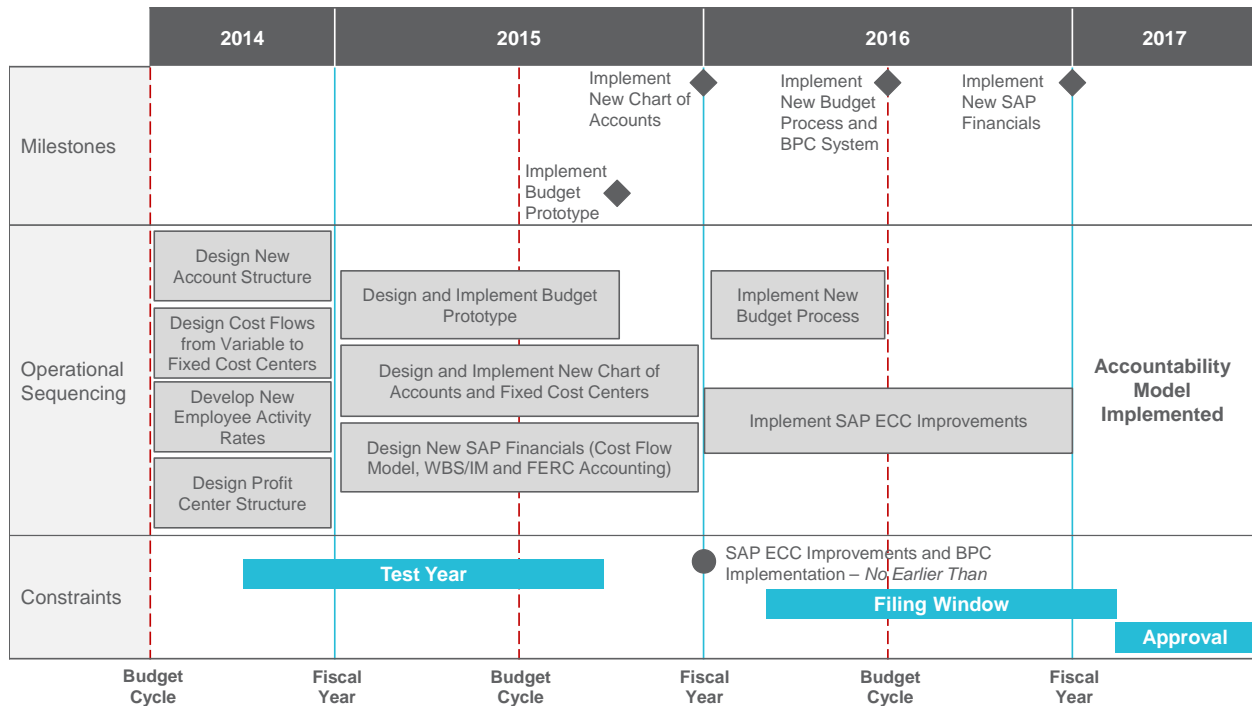 2014
2015
2016
2017
Milestones
Implement
New Chart of
Accounts
Implement
New Budget
Process and
BPC System
Implement
New SAP
Financials
Implement
Budget
Prototype
Operational
Sequencing
Design New
Account Structure
Design Cost Flows
from Variable to
Fixed Cost Centers
Develop New
Employee Activity
Rates
Design Profit
Center Structure
Design and Implement Budget
Prototype
Design and Implement New Chart of
Accounts and Fixed Cost Centers
Design New SAP Financials (Cost Flow
Model, WBS/IM and FERC Accounting)
Implement New
Budget Process
Implement SAP ECC Improvements
Accountability
Model
Implemented
Constraints
Test Year
SAP ECC Improvements and BPC
Implementation – No Earlier Than
Filing Window
Approval
Budget
Cycle
Fiscal
Year
Budget
Cycle
Fiscal
Year
Budget
Cycle
Fiscal
Year